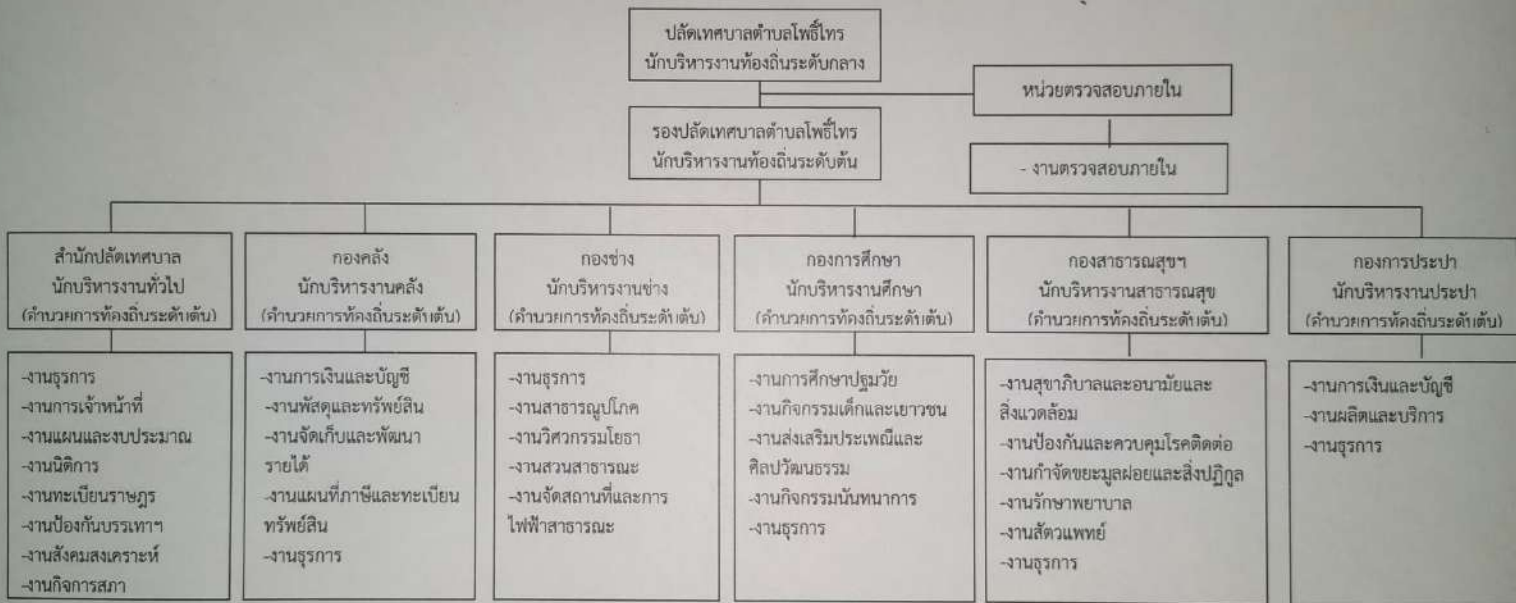 ปลัดเทศบาลตำบลโพธิ์ไทร
นักบริหารงานท้องถิ่นระดับกลาง
หน่วยตรวจสอบภายใน
- งานตรวจสอบภายใน
รองปลัดเทศบาลตำบลโพธิ์ไทร
นักบริหารงานท้องถิ่นระดับต้น
สำนักปลัดเทศบาล
นักบริหารงานทั่วไป
(อำนวยการท้องถิ่นระดับต้น)
-งานธุรการ
-งานการเจ้าหน้าที่
-งานแผนและงบประมาณ
-งานนิติการ
-งานทะเบียนราษฎร
-งานป้องกันบรรเทาฯ
-งานสังคมสงเคราะห์
-งานกิจการสภา
กองคลัง
นักบริหารงานคลัง
(อำนวยการท้องถิ่นระดับต้น)
-งานการเงินและบัญชี
-งานพัสดุและทรัพย์สิน
-งานจัดเก็บและพัฒนา
รายได้
-งานแผนที่ภาษีและทะเบียน
ทรัพย์สิน
-งานธุรการ
กองช่าง
นักบริหารงานช่าง
(อำนวยการท้องถิ่นระดับต้น)
-งานธุรการ
-งานสาธารณูปโภค
-งานวิศวกรรมโยธา
-งานสวนสาธารณะ
-งานจัดสถานที่และการ
ไฟฟ้าสาธารณะ
กองการศึกษา
นักบริหารงานศึกษา
(อำนวยการท้องถิ่นระดับต้น)
-งานการศึกษาปฐมวัย
-งานกิจกรรมเด็กและเยาวชน
-งานส่งเสริมประเพณีและ
ศิลปวัฒนธรรม
-งานกิจกรรมนันทนาการ
-งานธุรการ
กองสาธารณสุขฯ
นักบริหารงานสาธารณสุข
(อำนวยการท้องถิ่นระดับต้น)
-งานสุขาภิบาลและอนามัยและ
สิ่งแวดล้อม
-งานป้องกันและควบคุมโรคติดต่อ
-งานกำจัดขยะมูลฝอยและสิ่งปฏิกูล
-งานรักษาพยาบาล
-งานสัตวแพทย์
-งานธุรการ
กองการประปา
นักบริหารงานประปา
(อำนวยการท้องถิ่นระดับต้น)
-งานการเงินและบัญชี
-งานผลิตและบริการ
-งานธุรการ